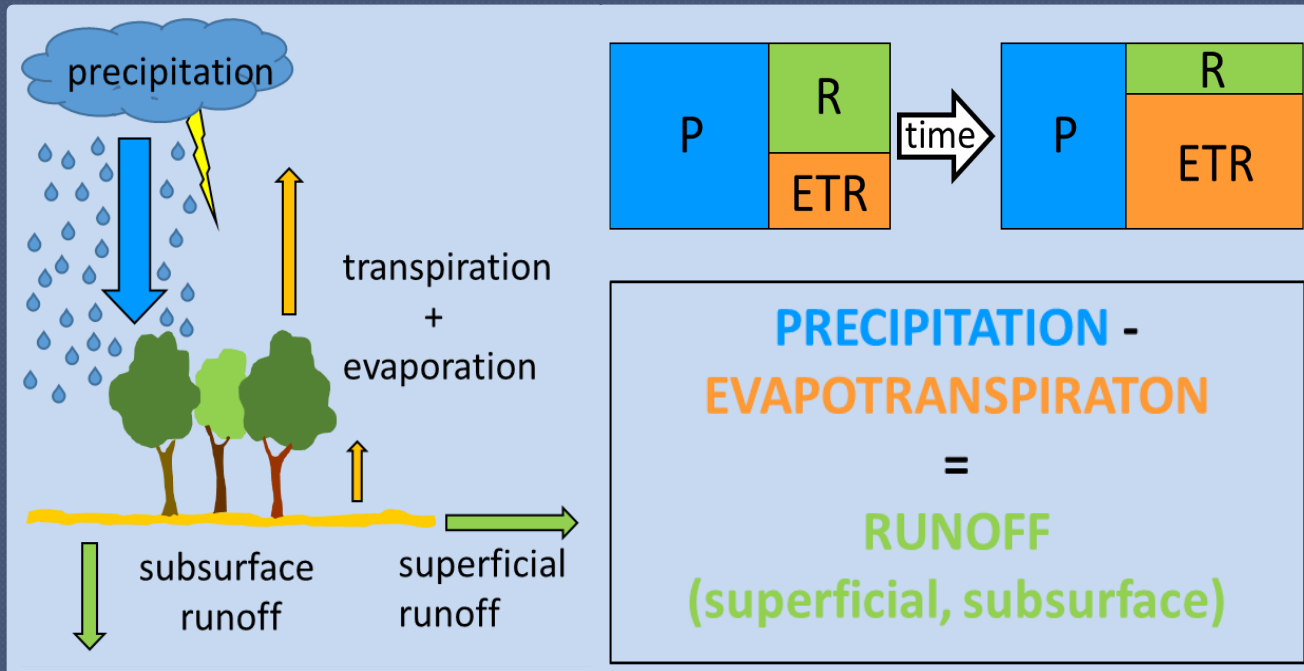 precipitation
transpiration
+
evaporation
subsurface
runoff
superficial
runoff
P
R
ETR
time
P
R
ETR
PRECIPITATION -
EVAPOTRANSPIRATON
=
RUNOFF
(superficial, subsurface)